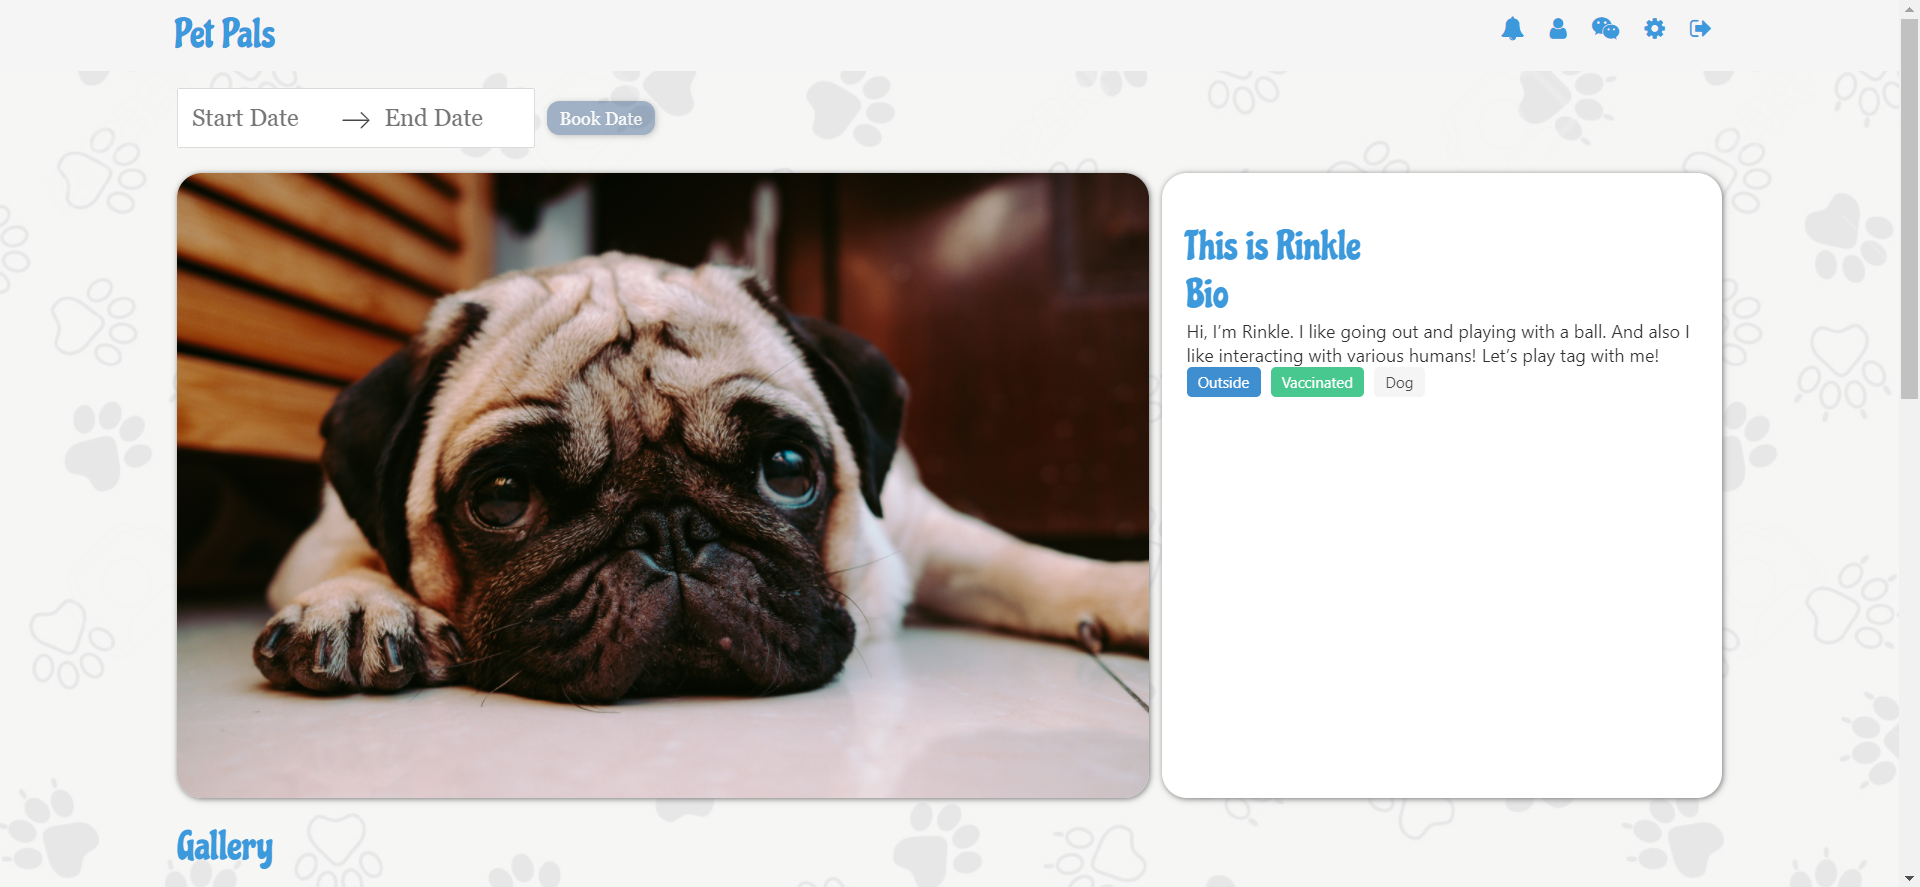 Pet Pals
Start Date
End Date
Book Date
This is Rinkle
Bio
Hi, I'm Rinkle. I like going out and playing with a ball. And also I
like interacting with various humans! Let's play tag with me!
Outside
Vaccinated
Dog
Gallery